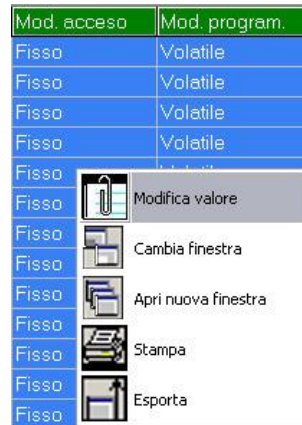 Mod. acceso Mod. program.
Fisso Volatile
Fisso Volatile
Fisso Volatile
Fisso Volatile
Fisso
Fisso
Modifica valore
Fisso
Cambia finestra
Fisso
Fisso
Apri nuova finestra
Fisso
Fisso
Stampa
Fisso
Fisso
Esporta